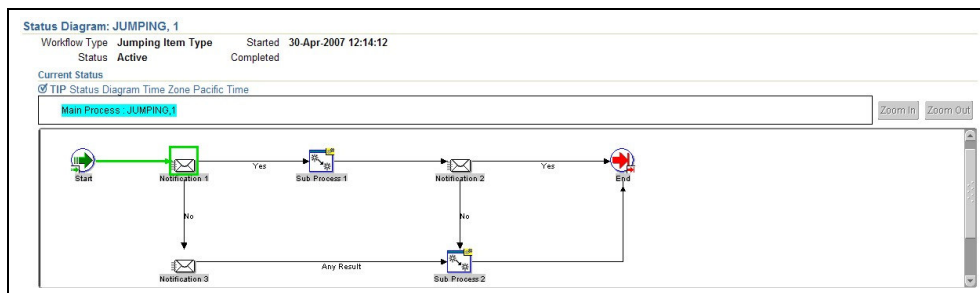 Status Diagram: JUMPING, 1
Workflow Type Jumping Item Type Started 30-Apr-2007 12:14:12
Status Active Completed
Current Status
TIP Status Diagram Time Zone Pacific Time
Main Process : JUMPING,1 Zoom In Zoom Out
Yes Yes
Start Notification 1 Sub Process 1 Notification 2 End
No No
Any Result
Notification 3 Sub Process 2